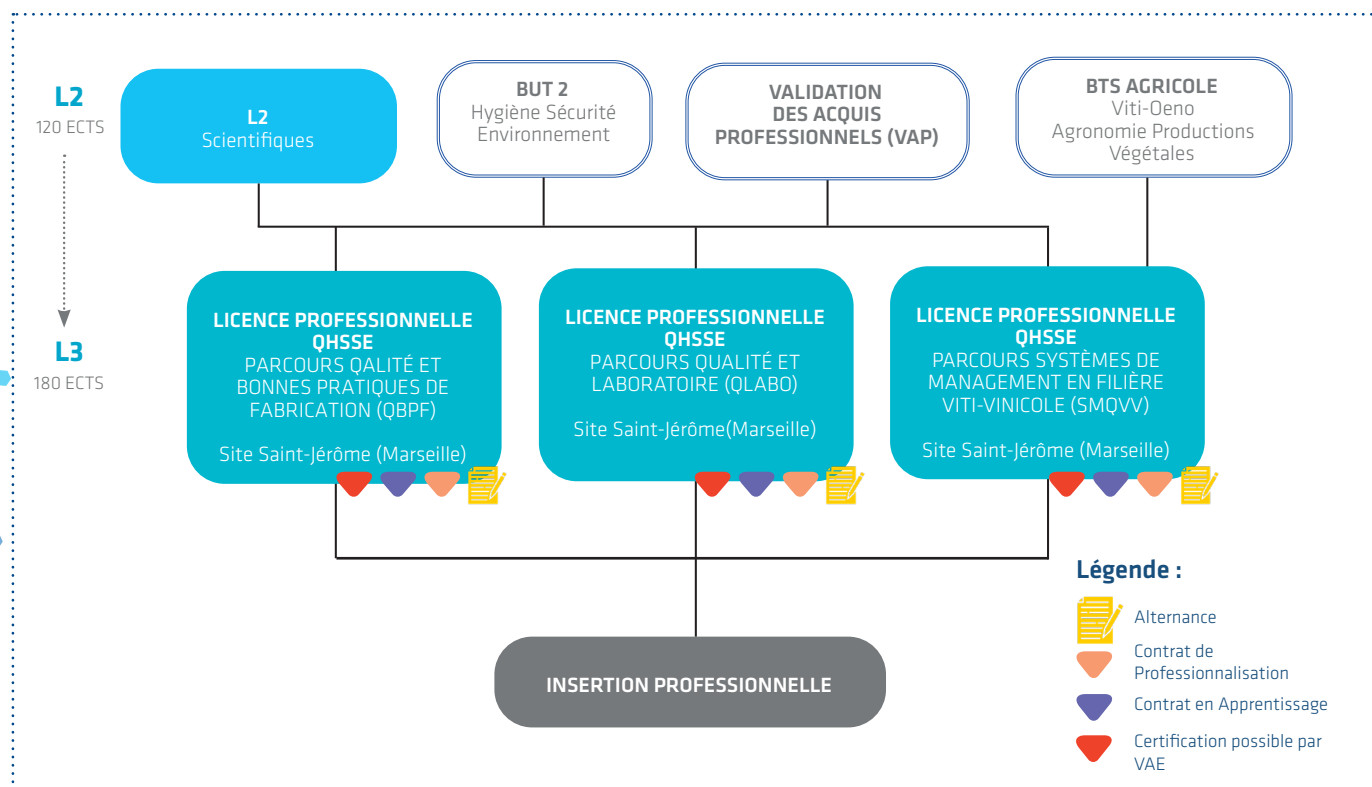 L2
120 ECTS
L2
Scientifiques
BUT 2
Hygiène Sécurité
Environnement
VALIDATION
DES ACQUIS
PROFESSIONNELS (VAP)
BTS AGRICOLE
Viti-Oeno
Agronomie Productions
Végétales
L3
180 ECTS
LICENCE PROFESSIONNELLE
QHSSE
PARCOURS QALITÉ ET
BONNES PRATIQUES DE
FABRICATION (QBPF)
Site Saint-Jérôme (Marseille)
LICENCE PROFESSIONNELLE
QHSSE
PARCOURS QUALITÉ ET
LABORATOIRE (QLABO)
Site Saint-Jérôme(Marseille)
LICENCE PROFESSIONNELLE
QHSSE
PARCOURS SYSTÈMES DE
MANAGEMENT EN FILIÈRE
VITI-VINICOLE (SMQVV)
Site Saint-Jérôme (Marseille)
INSERTION PROFESSIONNELLE
Légende :
Alternance
Contrat de
Professionnalisation
Contrat en Apprentissage
Certification possible par
VAE